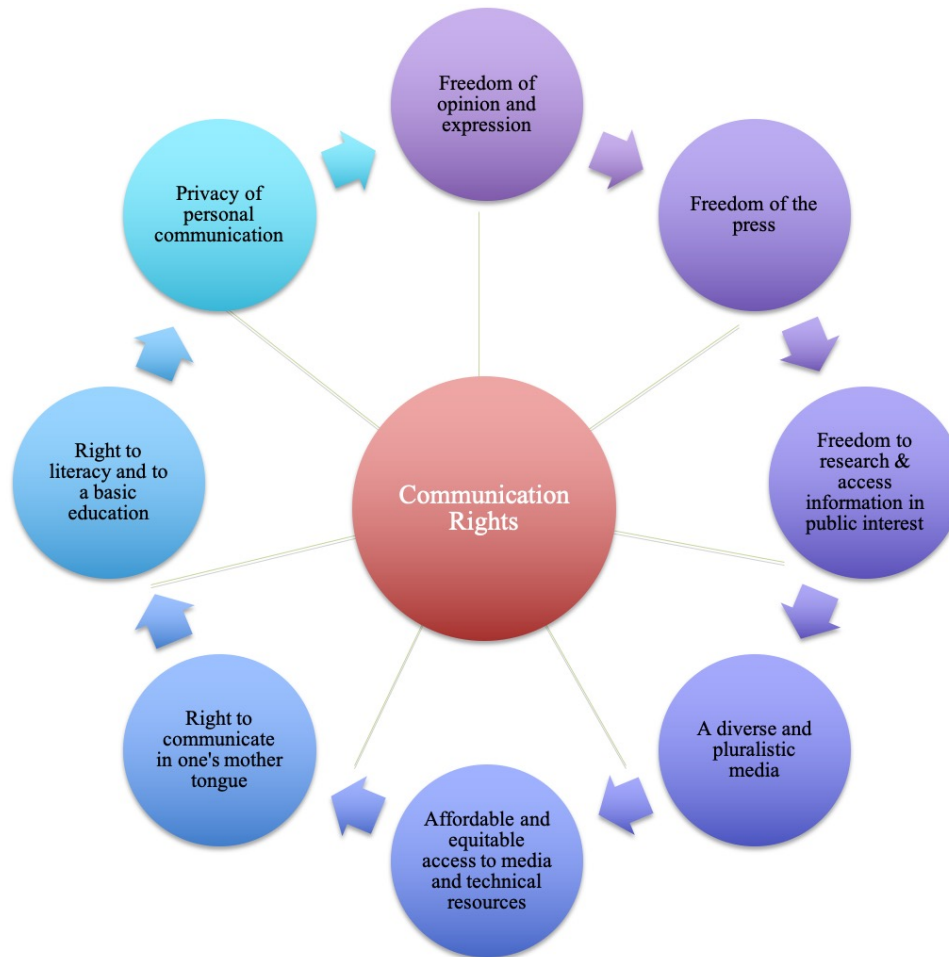 Freedom of
opinion and
expression
Freedom of the
press
Freedom to
research &
access
information in
public interest
A diverse and
pluralistic
media
Affordable and
equitable
access to media
and technical
resources
Right to
communicate
in one's mother
tongue
Right to
literacy and to
a basic
education
Privacy of
personal
communication
Communication
Rights